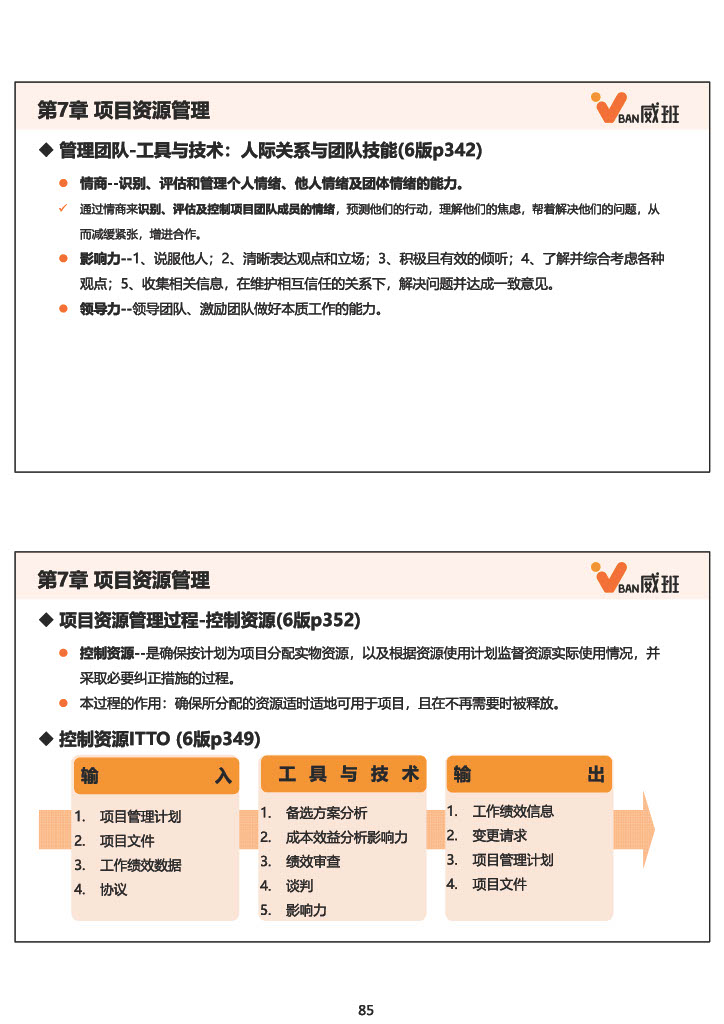 第7章 项目资源管理
BAN威班
◆ 管理团队-工具与技术：人际关系与团队技能(6版p342)
● 情商--识别、评估和管理个人情绪、他人情绪及团体情绪的能力。
✓ 通过情商来识别、评估及控制项目团队成员的情绪，预测他们的行动，理解他们的焦虑，帮着解决他们的问题，从
而减缓紧张，增进合作。
● 影响力--1、说服他人；2、清晰表达观点和立场；3、积极且有效的倾听；4、了解并综合考虑各种
观点；5、收集相关信息，在维护相互信任的关系下，解决问题并达成一致意见。
● 领导力--领导团队、激励团队做好本质工作的能力。
第7章 项目资源管理
BAN威班
◆ 项目资源管理过程-控制资源(6版p352)
● 控制资源--是确保按计划为项目分配实物资源，以及根据资源使用计划监督资源实际使用情况，并
采取必要纠正措施的过程。
● 本过程的作用：确保所分配的资源适时适地可用于项目，且在不再需要时被释放。
◆ 控制资源ITTO (6版p349)
输 入
1. 项目管理计划
2. 项目文件
3. 工作绩效数据
4. 协议
工 具 与 技 术
1. 备选方案分析
2. 成本效益分析影响力
3. 绩效审查
4. 谈判
5. 影响力
输 出
1. 工作绩效信息
2. 变更请求
3. 项目管理计划
4. 项目文件
85